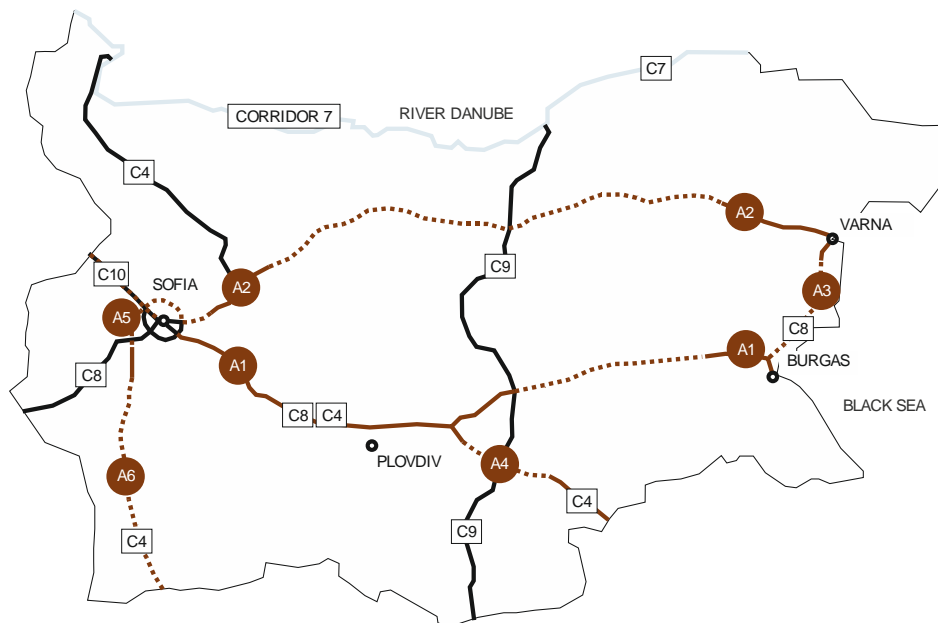 C7
CORRIDOR 7
RIVER DANUBE
C4
A2
VARNA
C9
C10
SOFIA
A2
A3
A5
C8
A1
A1
BURGAS
C8
C8
C4
BLACK SEA
PLOVDIV
A4
A6
C4
C9
C4